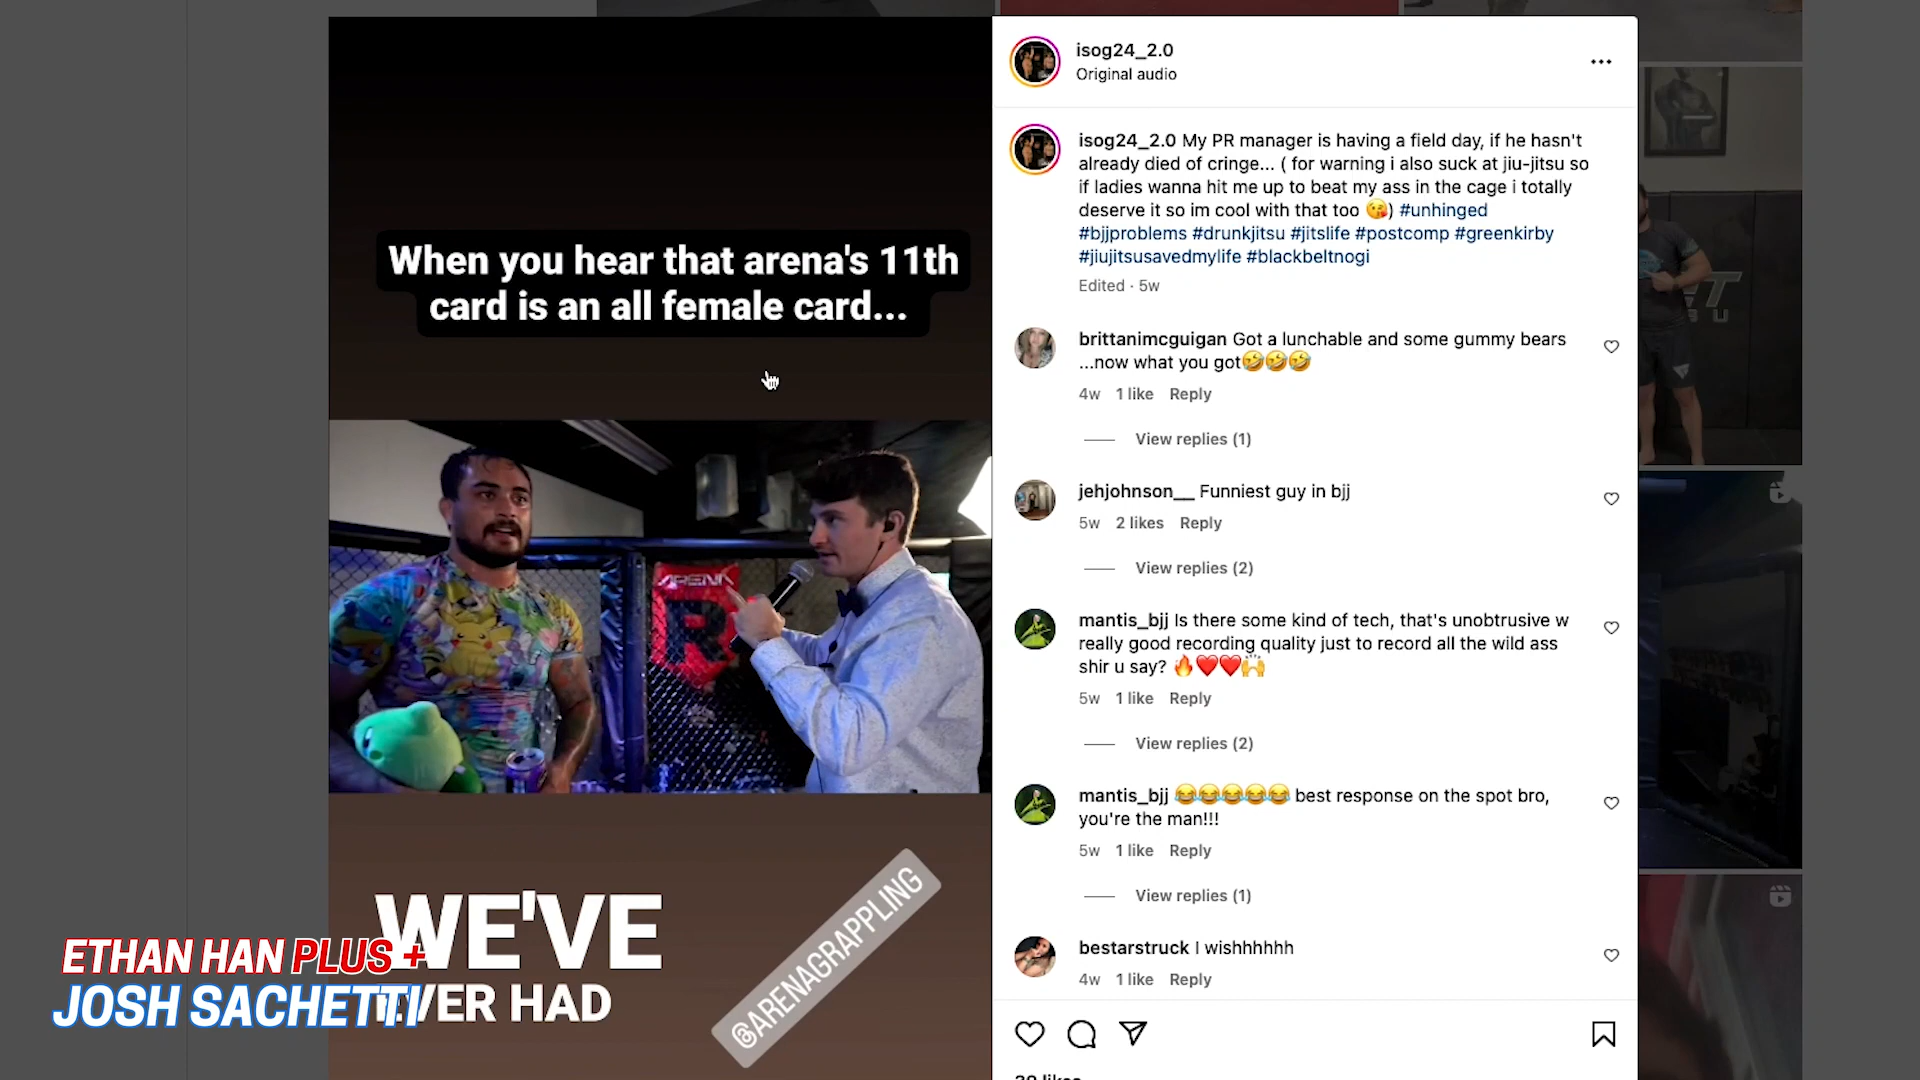 When you hear that arena's 11th
card is an all female card...
ARENA
R
WE'VE
EVER HAD
@ARENAGRAPPLING
ETHAN HAN PLUS +
JOSH SACHETTI
isog24_2.0
Original audio
isog24_2.0 My PR manager is having a field day, if he hasn't
already died of cringe... ( for warning i also suck at jiu-jitsu so
if ladies wanna hit me up to beat my ass in the cage i totally
deserve it so im cool with that too 😘) #unhinged
#bjjproblems #drunkjitsu #jitslife #postcomp #greenkirby
#jiujitsusavedmylife #blackbeltnogi
Edited · 5w
brittanimcguigan Got a lunchable and some gummy bears
...now what you got🤣🤣🤣
4w 1 like Reply
View replies (1)
jehjohnson__ Funniest guy in bjj
5w 2 likes Reply
View replies (2)
mantis_bjj Is there some kind of tech, that's unobtrusive w
really good recording quality just to record all the wild ass
shir u say? 🔥❤️❤️🙌
5w 1 like Reply
View replies (2)
mantis_bjj 😂😂😂😂😂 best response on the spot bro,
you're the man!!!
5w 1 like Reply
View replies (1)
bestarstruck I wishhhhhh
4w 1 like Reply